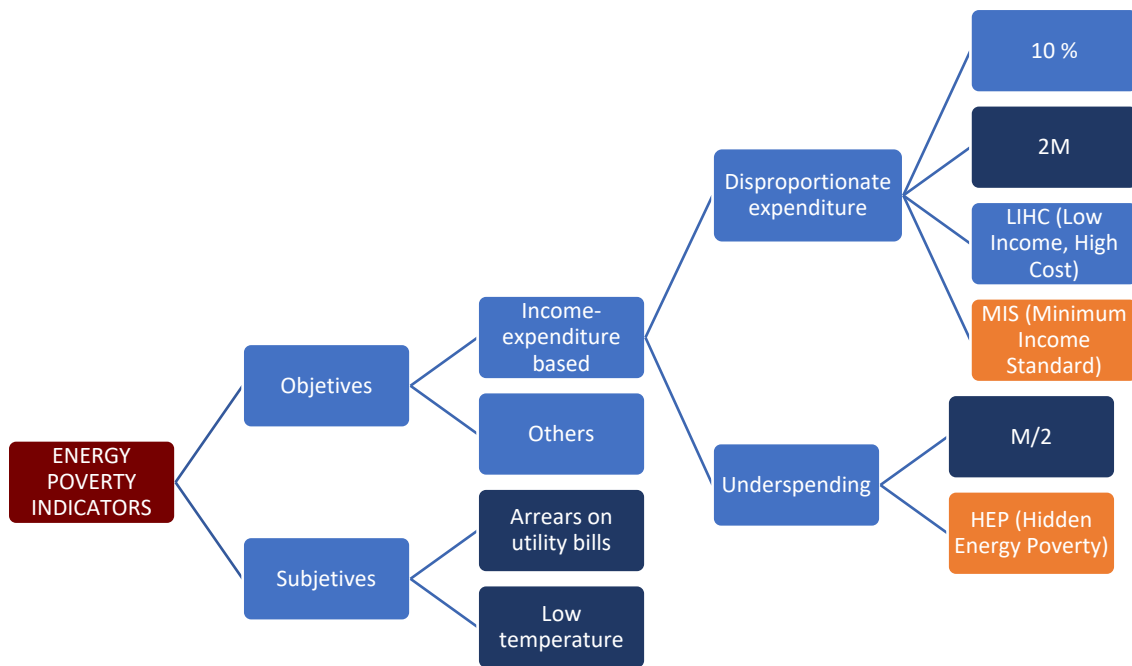 ENERGY
POVERTY
INDICATORS
Objetives
Subjetives
Income-
expenditure
based
Others
Arrears on
utility bills
Low
temperature
Disproportionate
expenditure
Underspending
10 %
2M
LIHC (Low
Income, High
Cost)
MIS (Minimum
Income
Standard)
M/2
HEP (Hidden
Energy Poverty)